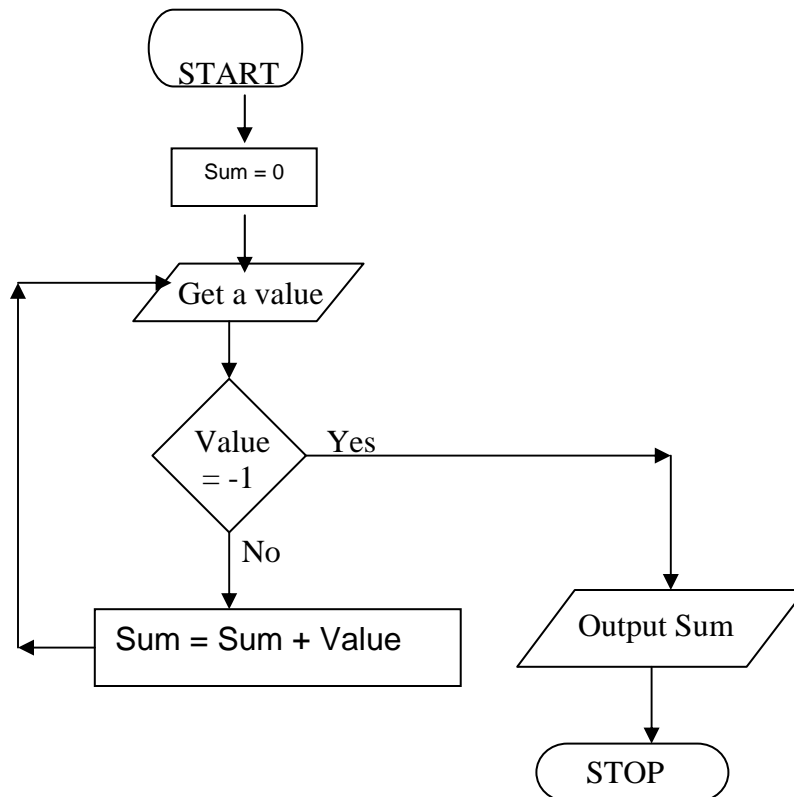 START
Sum = 0
Get a value
Value
= -1
Yes
No
Sum = Sum + Value
Output Sum
STOP